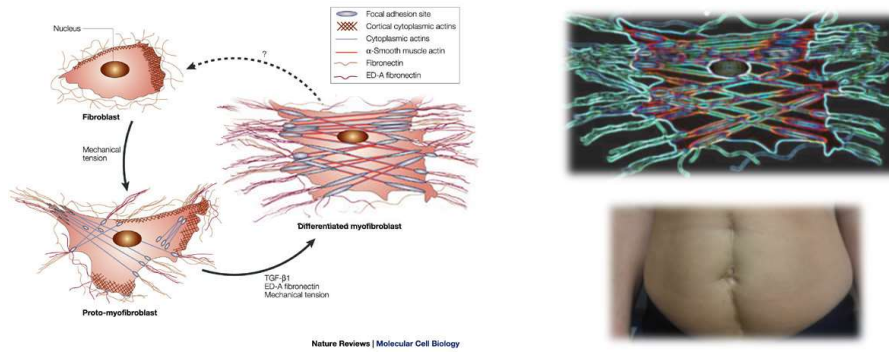 Nucleus
Fibroblast
Mechanical
tension
Proto-myofibroblast
TGF-β1
ED-A fibronectin
Mechanical tension
?
Differentiated myofibroblast
Focal adhesion site
Cortical cytoplasmic actins
Cytoplasmic actins
α-Smooth muscle actin
Fibronectin
ED-A fibronectin
Nature Reviews | Molecular Cell Biology